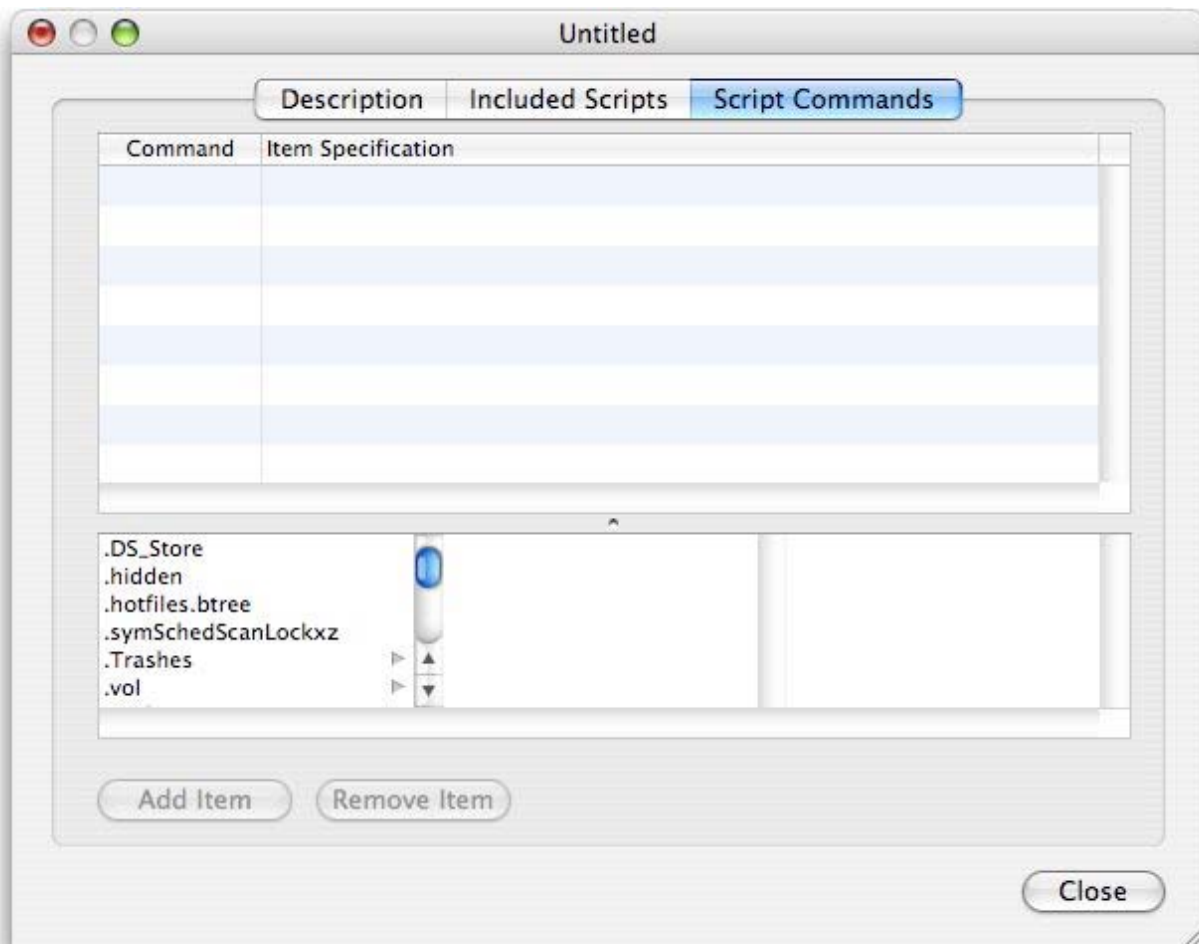 Untitled
Description Included Scripts Script Commands
Command Item Specification
.DS_Store
.hidden
.hotfiles.btree
.symSchedScanLockxz
.Trashes
.vol
Add Item Remove Item
Close